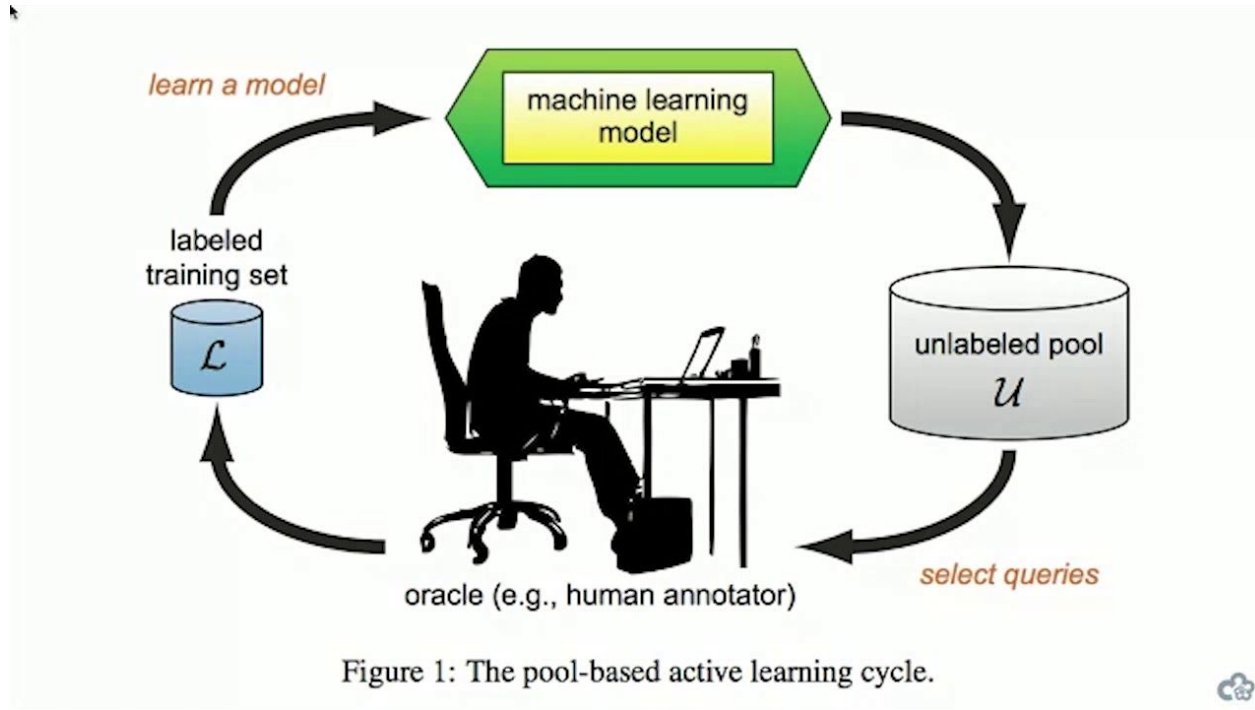 learn a model
machine learning
model
labeled
training set
ℒ
unlabeled pool
𝒰
select queries
oracle (e.g., human annotator)
Figure 1: The pool-based active learning cycle.